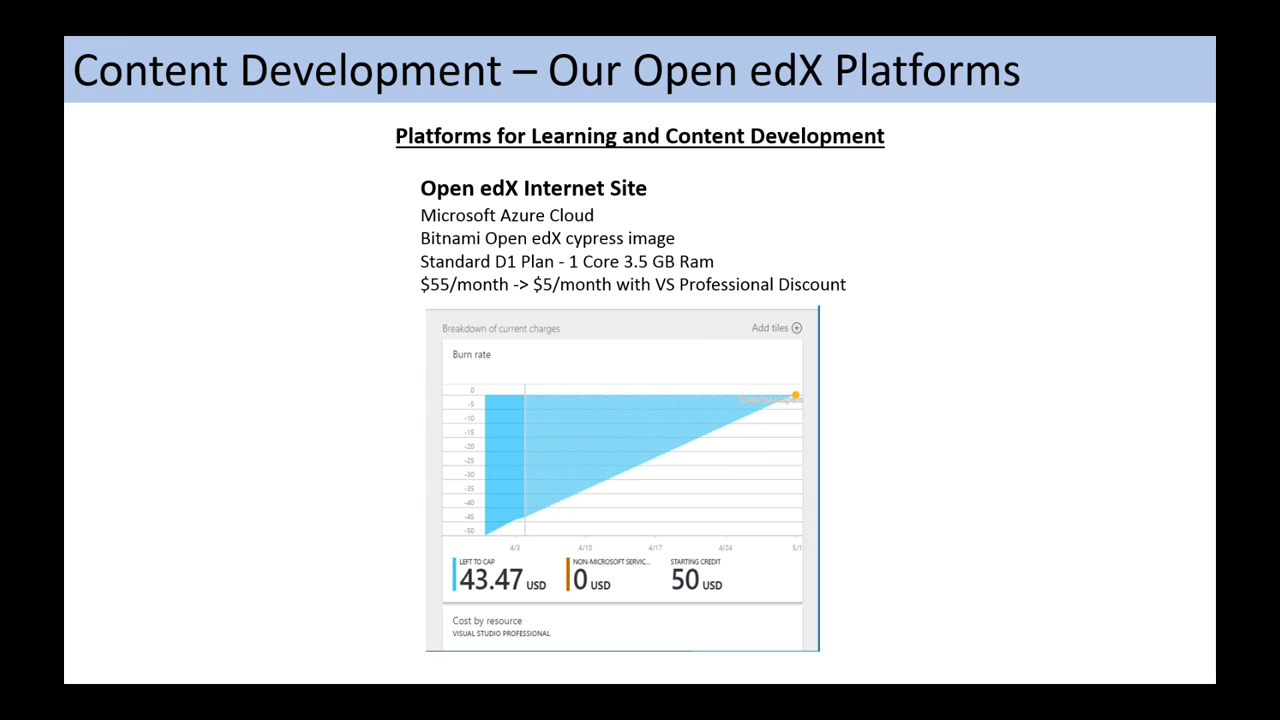 Content Development – Our Open edX Platforms
Platforms for Learning and Content Development
Open edX Internet Site
Microsoft Azure Cloud
Bitnami Open edX cypress image
Standard D1 Plan - 1 Core 3.5 GB Ram
$55/month -> $5/month with VS Professional Discount
Breakdown of current charges Add tiles
Burn rate
0
-5
-10
-15
-20
-25
-30
-35
-40
-45
-50
4/3 4/10 4/17 4/24 5/1
LEFT TO CAP NON-MICROSOFT SERVIC... STARTING CREDIT
43.47 USD 0 USD 50 USD
Cost by resource
VISUAL STUDIO PROFESSIONAL